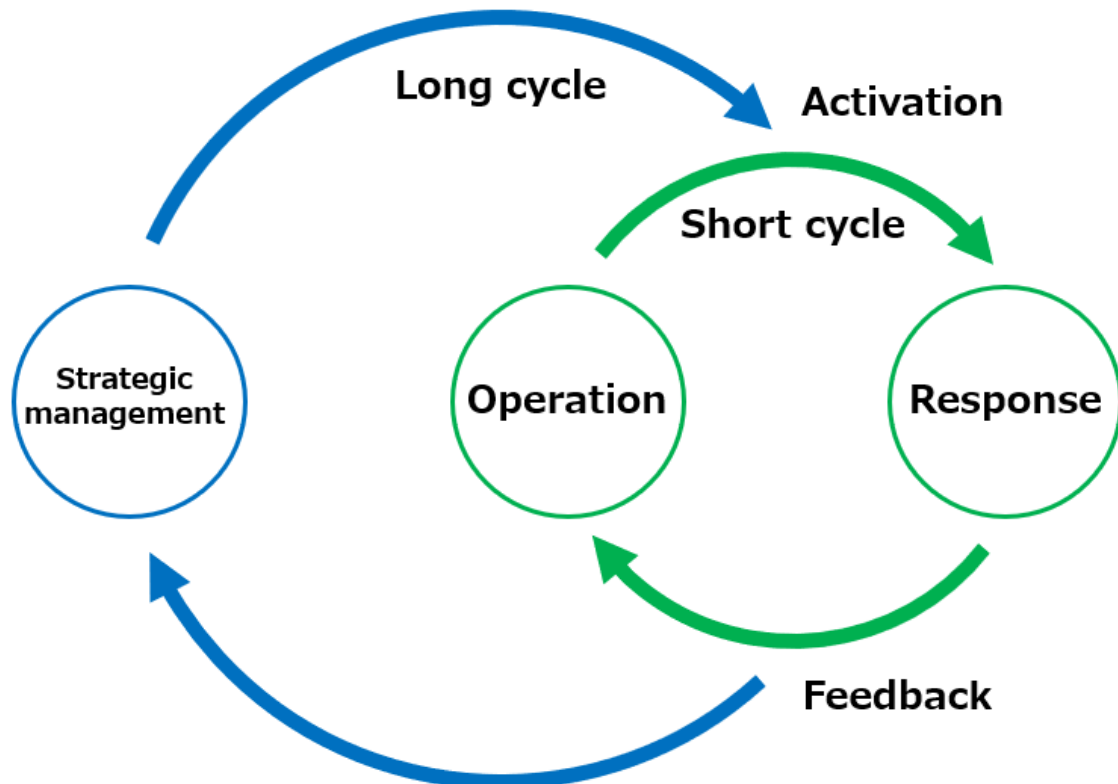 Long cycle
Activation
Short cycle
Strategic
management
Operation
Response
Feedback